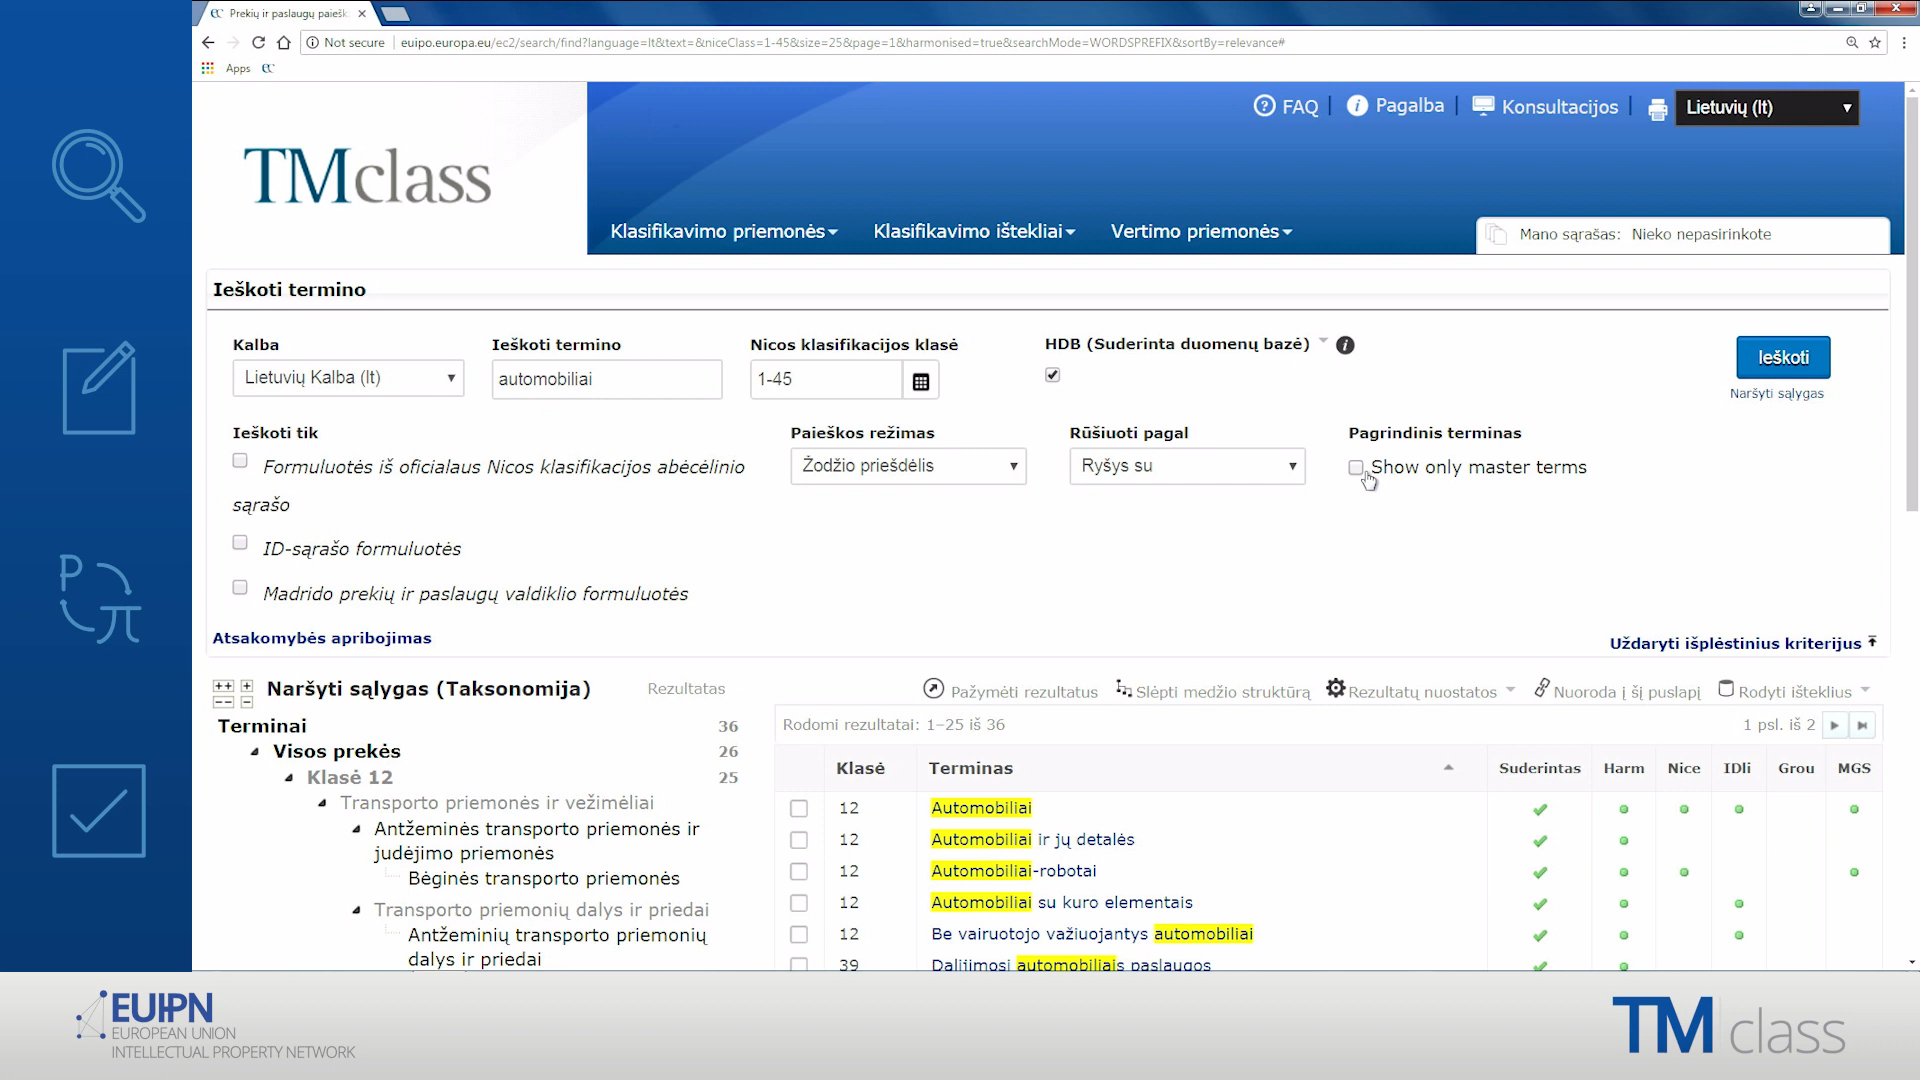 Prekių ir paslaugų paiešk
Not secure
euipo.europa.eu/ec2/search/find?language=lt&text=&niceClass=1-45&size=25&page=1&harmonised=true&searchMode=WORDSPREFIX&sortBy=relevance#
Apps
FAQ
Pagalba
Konsultacijos
Lietuvių (lt)
TMclass
Klasifikavimo priemonės
Klasifikavimo ištekliai
Vertimo priemonės
Mano sąrašas: Nieko nepasirinkote
Ieškoti termino
Kalba
Ieškoti termino
Nicos klasifikacijos klasė
HDB (Suderinta duomenų bazė)
Lietuvių Kalba (lt)
automobiliai
1-45
Ieškoti
Naršyti sąlygas
Ieškoti tik
Paieškos režimas
Rūšiuoti pagal
Pagrindinis terminas
Formuluotės iš oficialaus Nicos klasifikacijos abėcėlinio
sąrašo
Žodžio priešdėlis
Ryšys su
Show only master terms
ID-sąrašo formuluotės
Madrido prekių ir paslaugų valdiklio formuluotės
Atsakomybės apribojimas
Uždaryti išplėstinius kriterijus
Naršyti sąlygas (Taksonomija)
Rezultatas
Pažymėti rezultatus
Slėpti medžio struktūrą
Rezultatų nuostatos
Nuoroda į šį puslapį
Rodyti išteklius
Terminai 36
Visos prekės 26
Klasė 12 25
Transporto priemonės ir vežimėliai
Antžeminės transporto priemonės ir
judėjimo priemonės
Bėginės transporto priemonės
Transporto priemonių dalys ir priedai
Antžeminių transporto priemonių
dalys ir priedai
Rodomi rezultatai: 1–25 iš 36
1 psl. iš 2
Klasė Terminas Suderintas Harm Nice IDli Grou MGS
12 Automobiliai
12 Automobiliai ir jų detalės
12 Automobiliai-robotai
12 Automobiliai su kuro elementais
12 Be vairuotojo važiuojantys automobiliai
39 Dalijimosi automobiliais paslaugos
EUIPN
EUROPEAN UNION
INTELLECTUAL PROPERTY NETWORK
TM class